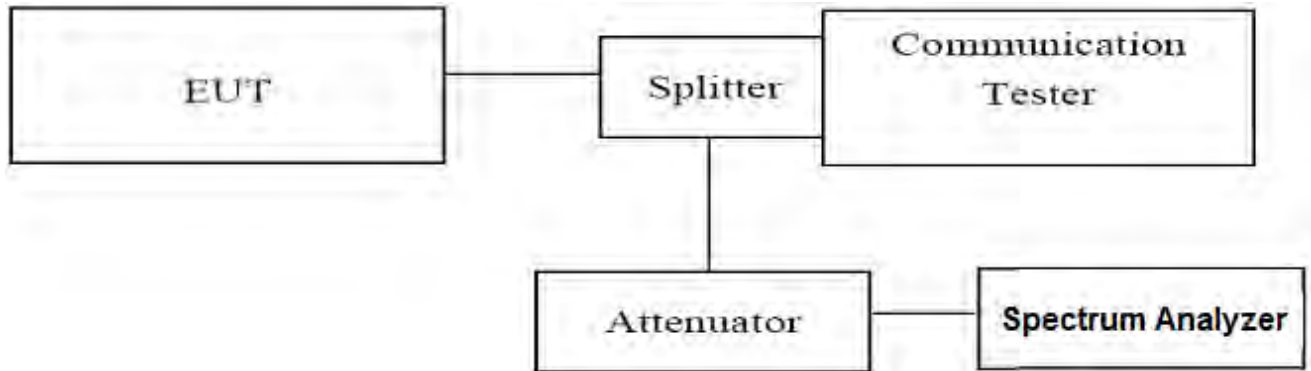 EUT
Splitter
Communication
Tester
Attenuator
Spectrum Analyzer